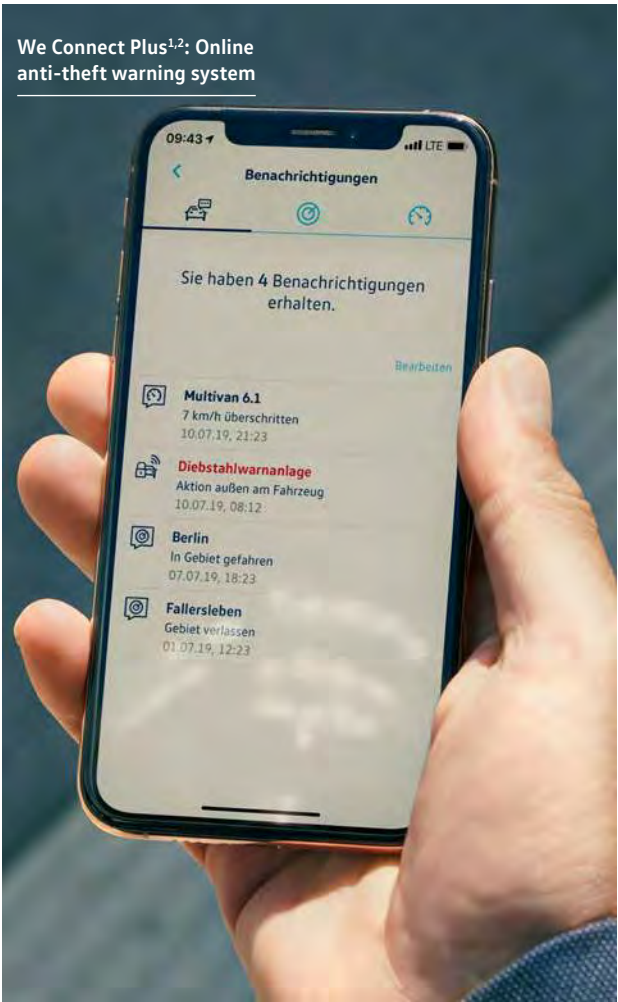 We Connect Plus1,2: Online
anti-theft warning system
09:43
LTE
Benachrichtigungen
Sie haben 4 Benachrichtigungen
erhalten.
Bearbeiten
Multivan 6.1
7 km/h überschritten
10.07.19, 21:23
Diebstahlwarnanlage
Aktion außen am Fahrzeug
10.07.19, 08:12
Berlin
In Gebiet gefahren
07.07.19, 18:23
Fallersleben
Gebiet verlassen
01.07.19, 12:23